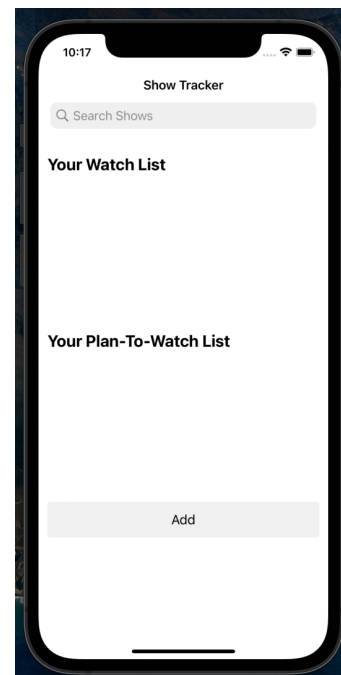 10:17
Show Tracker
Search Shows
Your Watch List
Your Plan-To-Watch List
Add